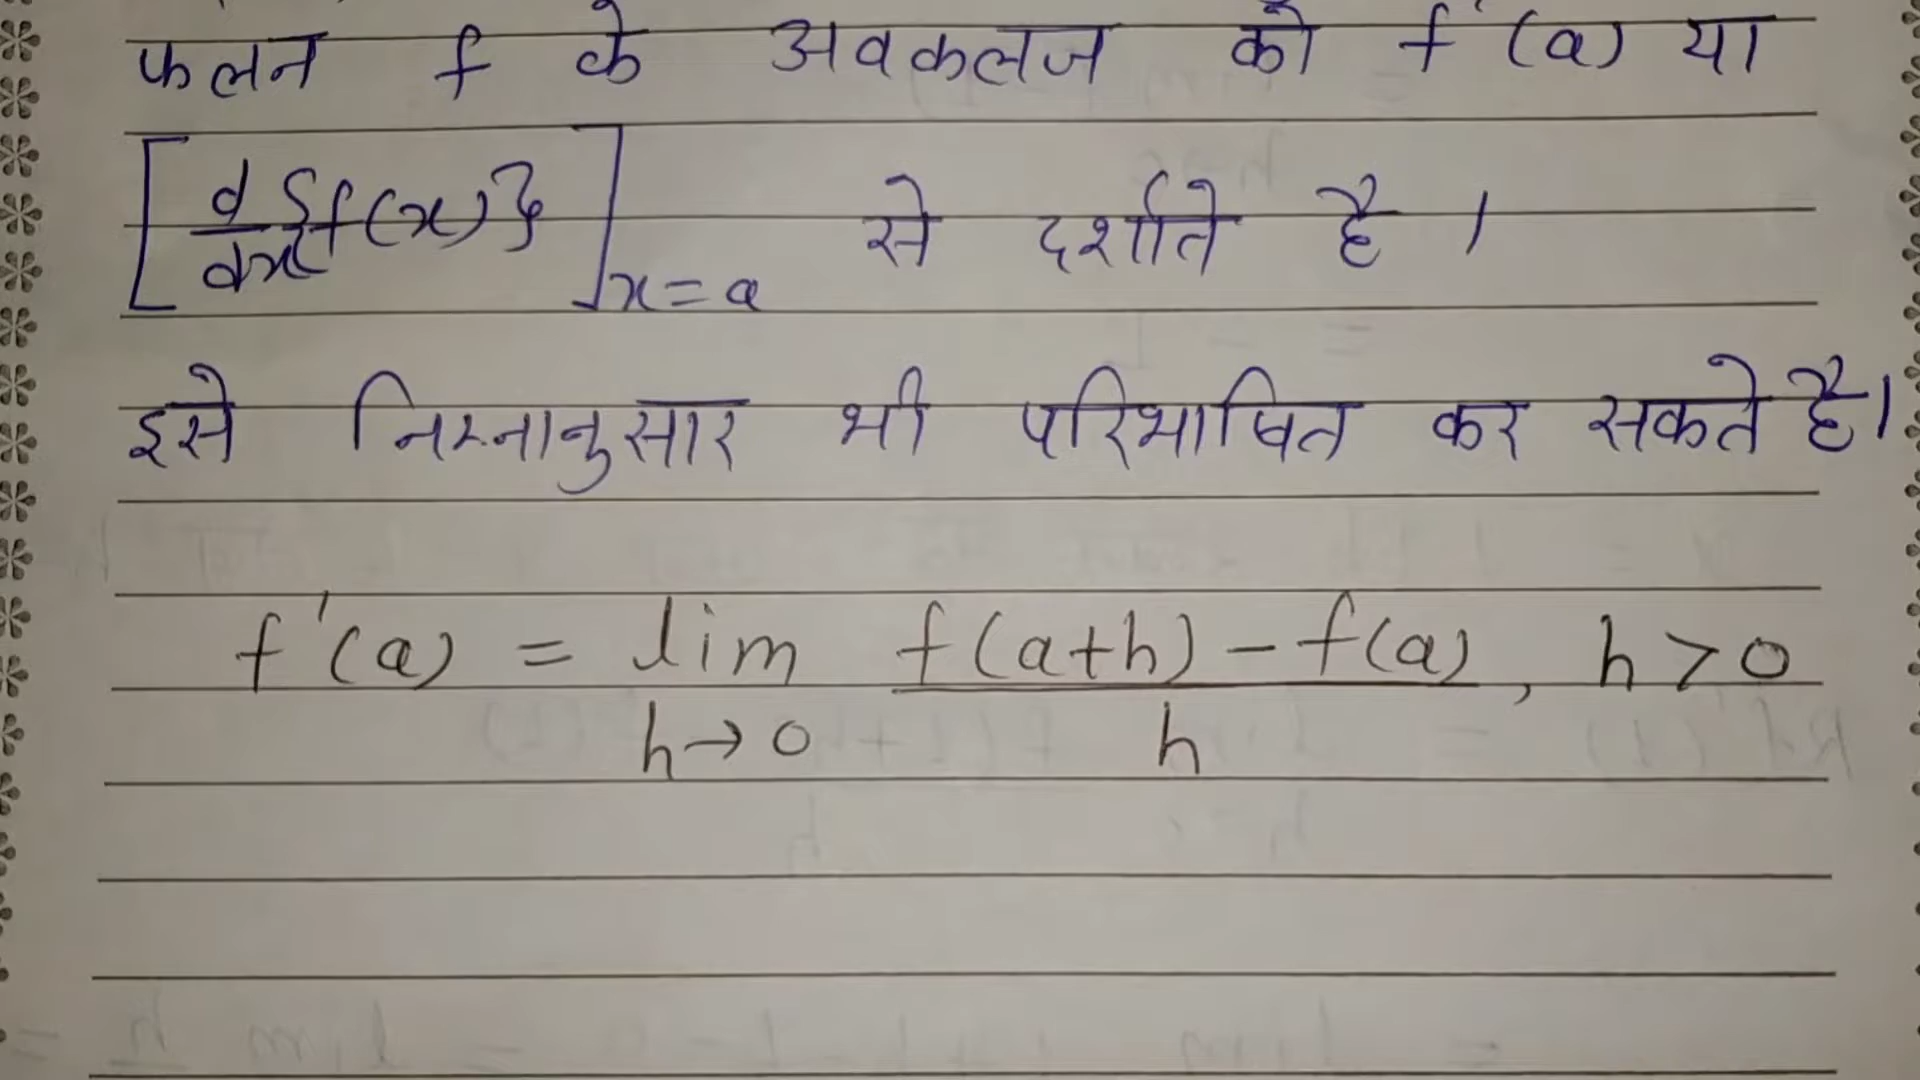 फलन f के अवकलज को f'(a) या
[d/dx {f(x)}]x=a से दर्शाते है ।
इसे निम्नानुसार भी परिभाषित कर सकते है।
f'(a) = lim f(a+h) - f(a), h > 0
h→0 h